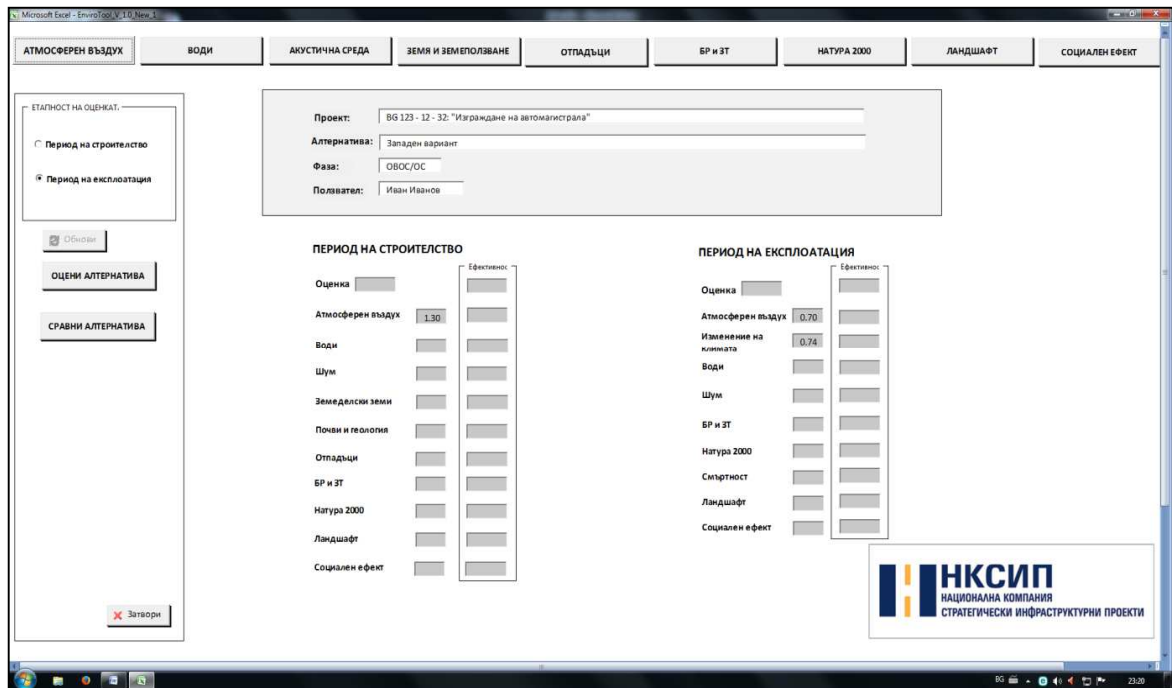 Microsoft Excel - EnviroTool_V_1.0_New_1
АТМОСФЕРЕН ВЪЗДУХ
ВОДИ
АКУСТИЧНА СРЕДА
ЗЕМЯ И ЗЕМЕПОЛЗВАНЕ
ОТПАДЪЦИ
БР и ЗТ
НАТУРА 2000
ЛАНДШАФТ
СОЦИАЛЕН ЕФЕКТ
ЕТАПНОСТ НА ОЦЕНКАТ.
Период на строителство
Период на експлоатация
Обнови
ОЦЕНИ АЛТЕРНАТИВА
СРАВНИ АЛТЕРНАТИВА
Затвори
Проект: BG 123 - 12 - 32: "Изграждане на автомагистрала"
Алтернатива: Западен вариант
Фаза: ОВОС/ОС
Ползвател: Иван Иванов
ПЕРИОД НА СТРОИТЕЛСТВО
Ефективнос
Оценка
Атмосферен въздух 1.30
Води
Шум
Земеделски земи
Почви и геология
Отпадъци
БР и ЗТ
Натура 2000
Ландшафт
Социален ефект
ПЕРИОД НА ЕКСПЛОАТАЦИЯ
Ефективнос
Оценка
Атмосферен въздух 0.70
Изменение на 0.74
климата
Води
Шум
БР и ЗТ
Натура 2000
Смъртност
Ландшафт
Социален ефект
НКСИП
НАЦИОНАЛНА КОМПАНИЯ
СТРАТЕГИЧЕСКИ ИНФРАСТРУКТУРНИ ПРОЕКТИ
BG
23:20